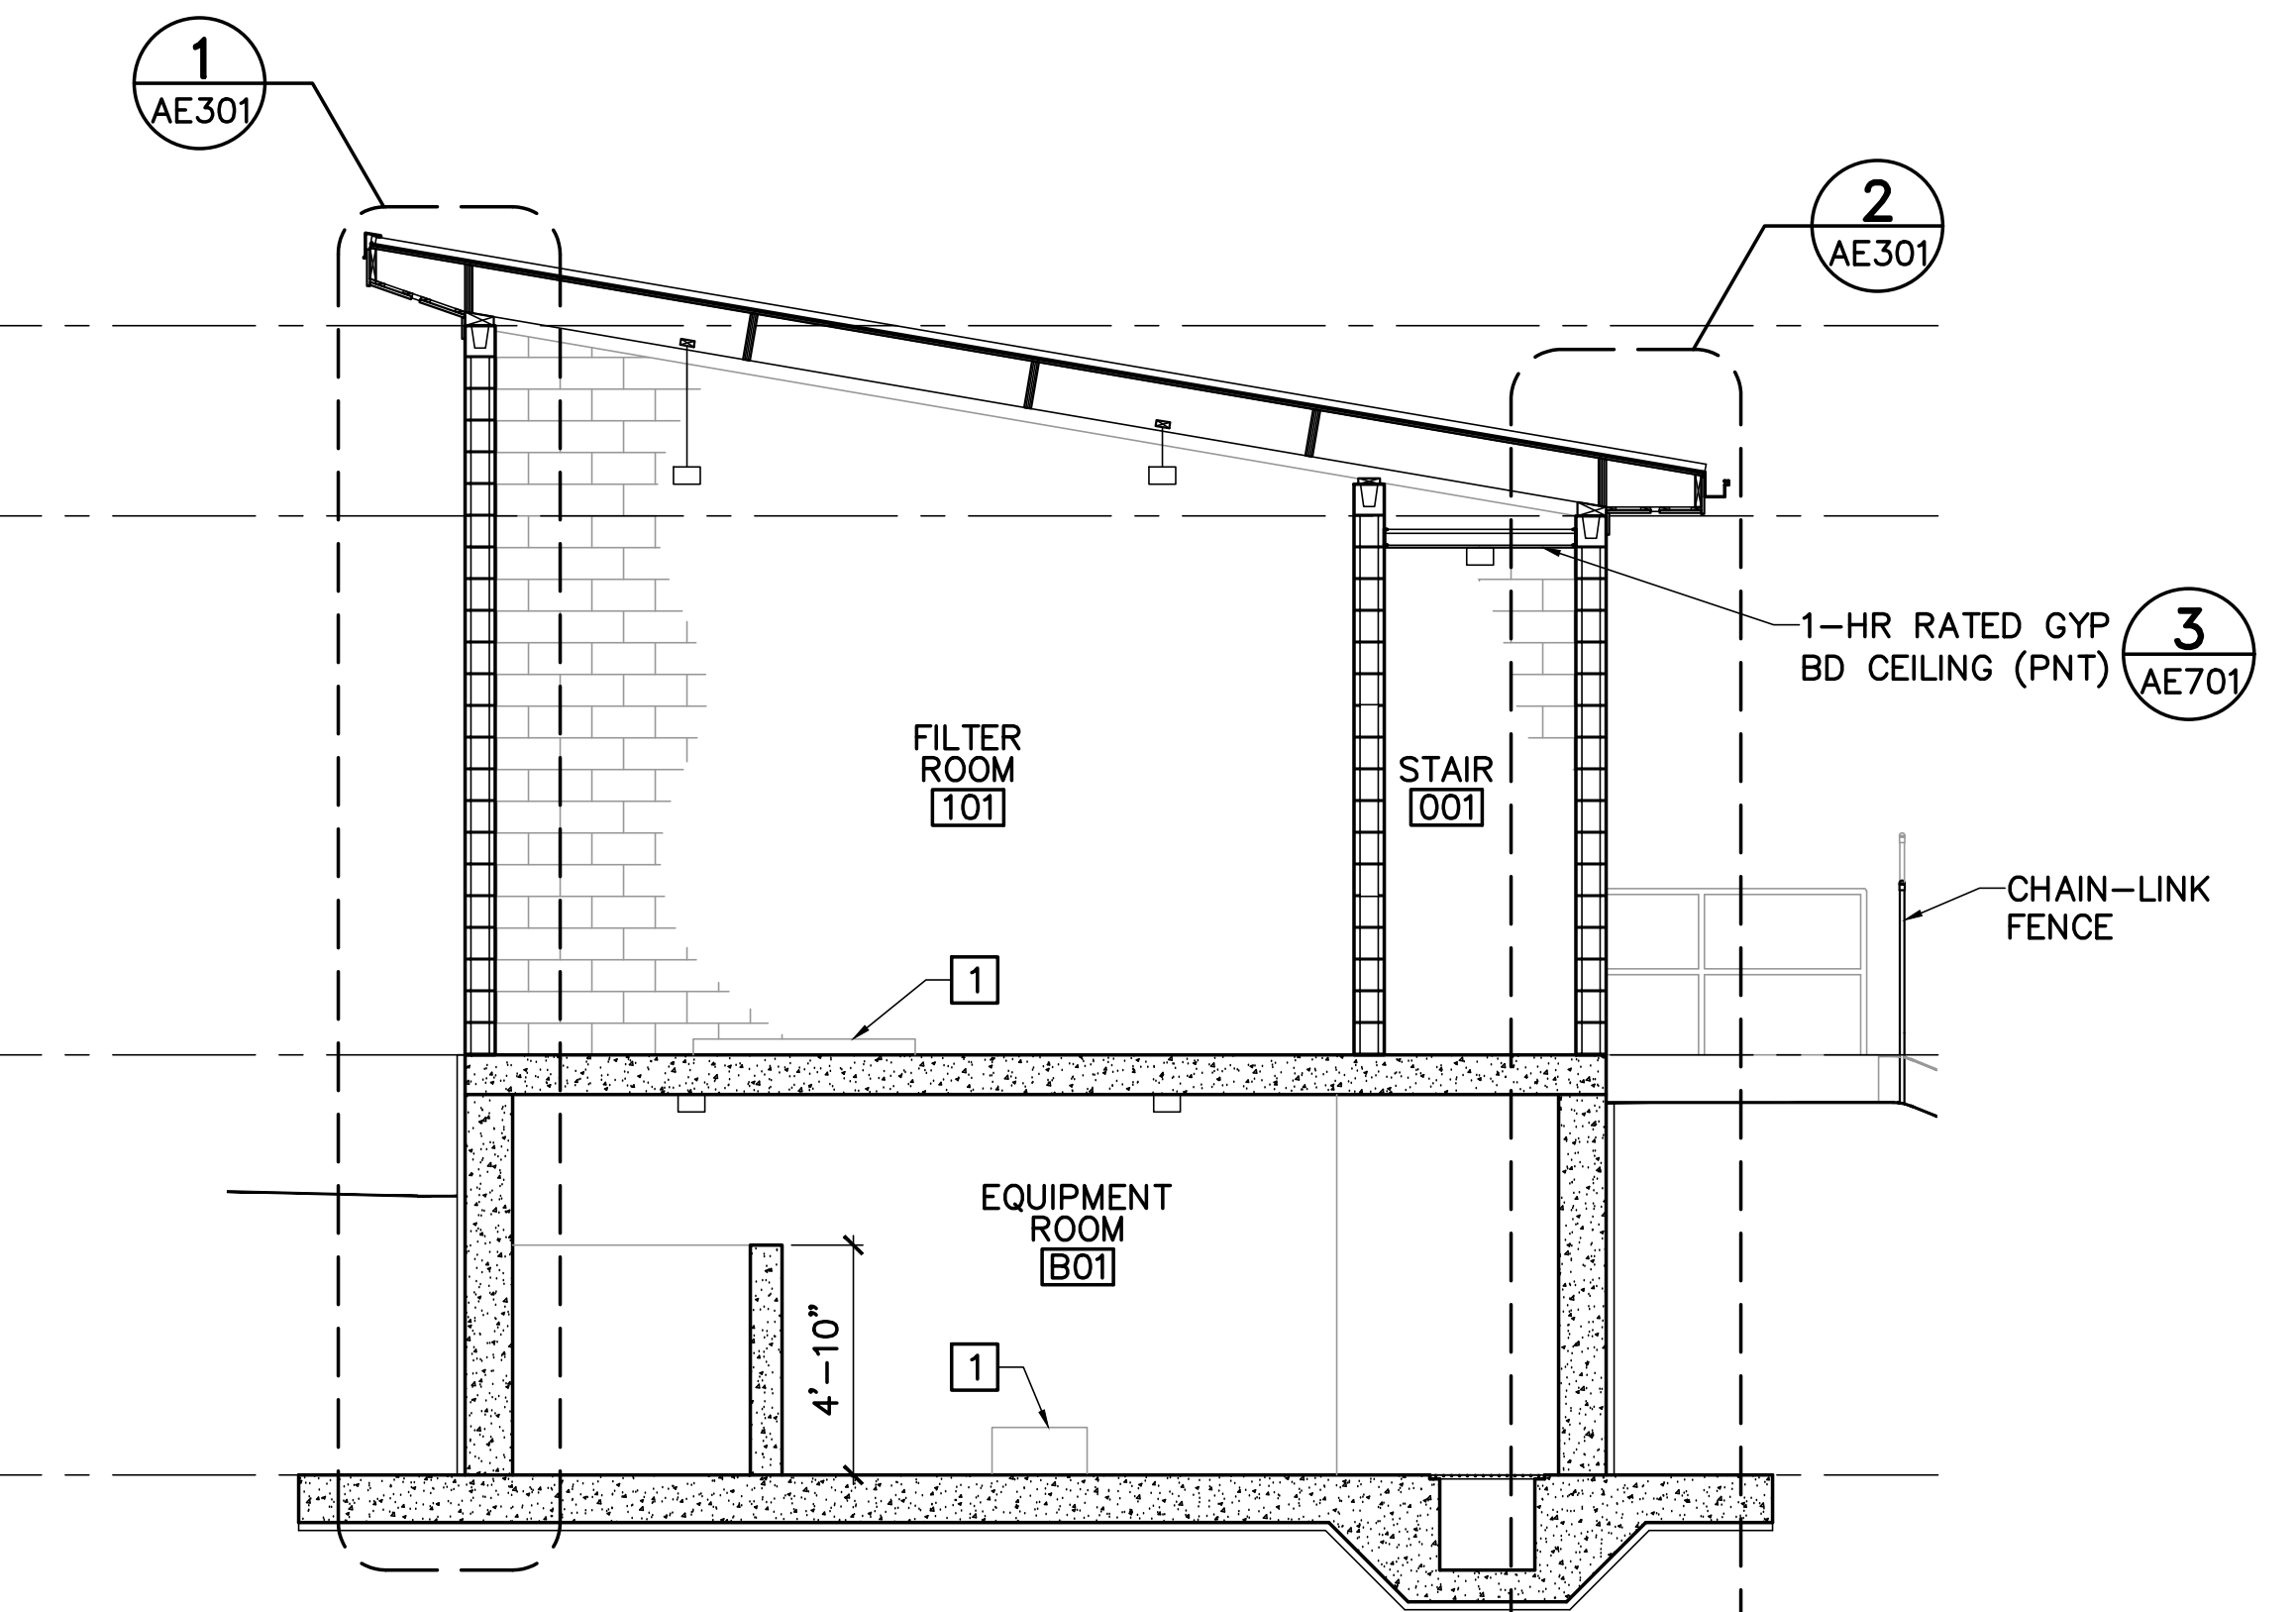 1
AE301
2
AE301
1-HR RATED GYP
BD CEILING (PNT)
3
AE701
FILTER
ROOM
101
STAIR
001
CHAIN-LINK
FENCE
1
EQUIPMENT
ROOM
B01
4'-10"
1